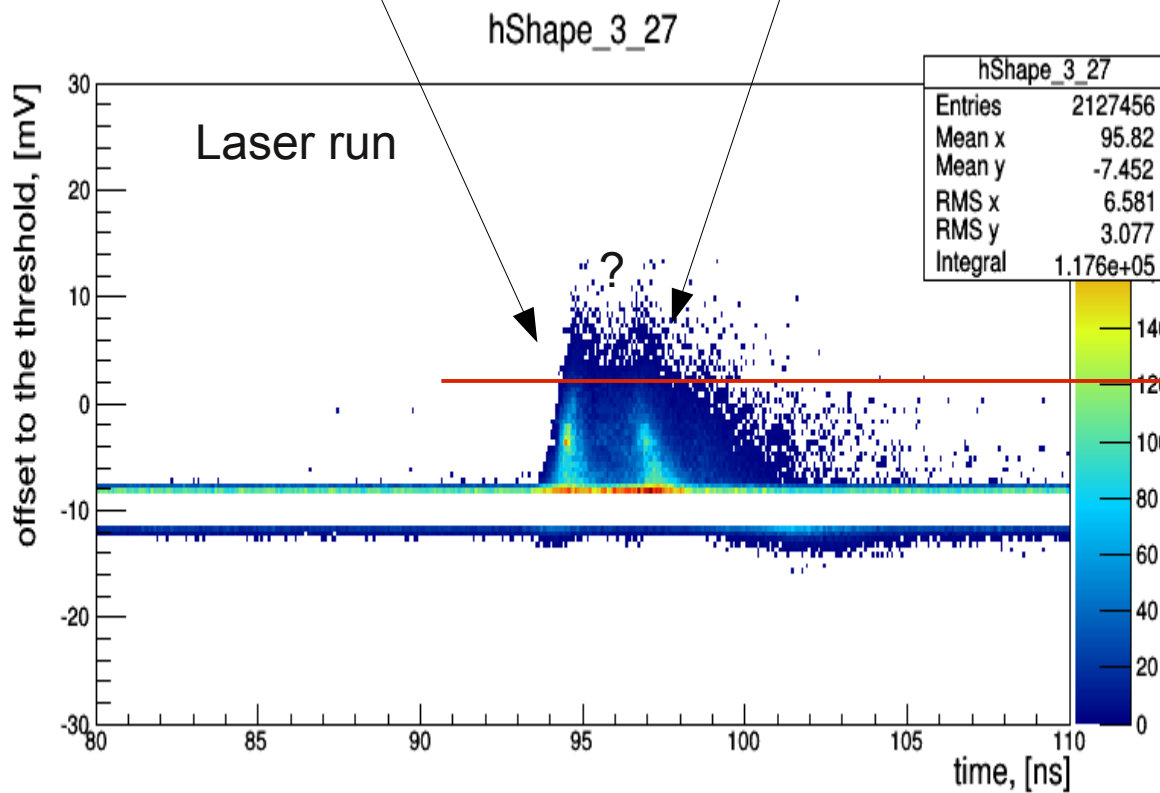 hShape_3_27
hShape_3_27
Entries 2127456
Mean x 95.82
Mean y -7.452
RMS x 6.581
RMS y 3.077
Integral 1.176e+05
Laser run
?
offset to the threshold, [mV]
30
20
10
0
-10
-20
-30
80
85
90
95
100
105
110
time, [ns]
140
120
100
80
60
40
20
0